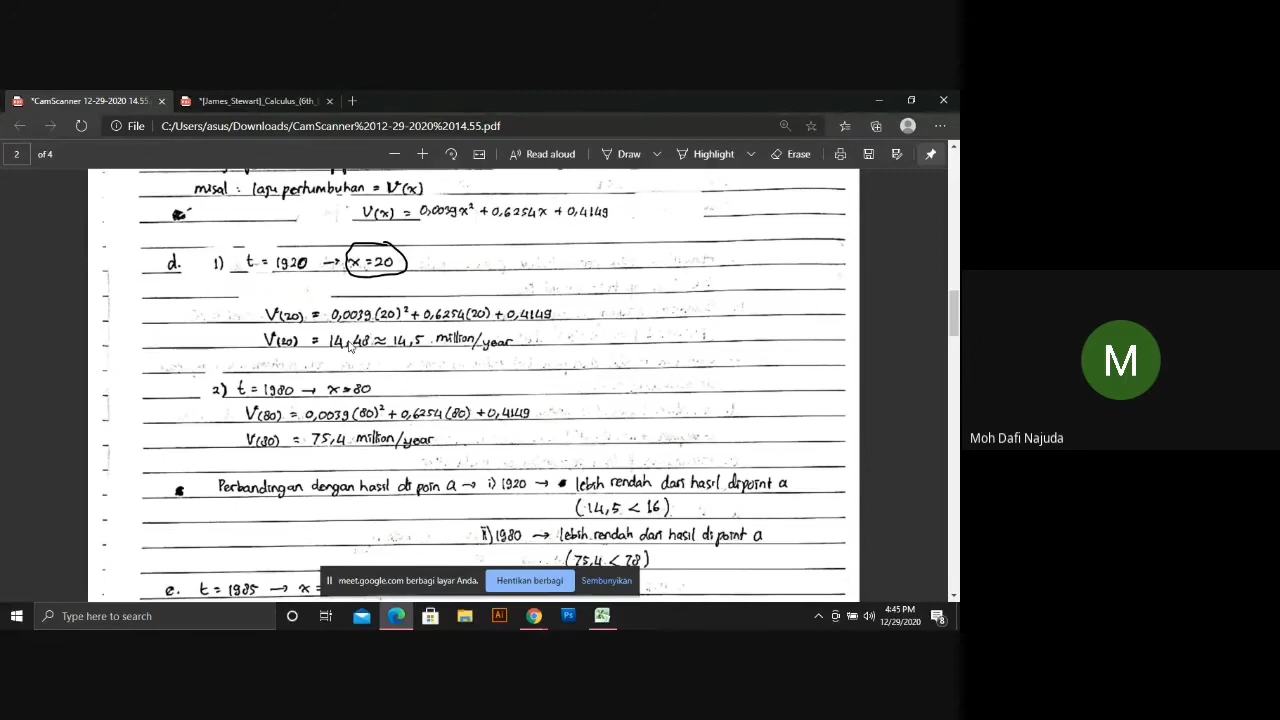 *CamScanner 12-29-2020 14.55.
*[James_Stewart]_Calculus_(6th_
File
C:/Users/asus/Downloads/CamScanner%2012-29-2020%2014.55.pdf
2 of 4
Read aloud
Draw
Highlight
Erase
misal : laju pertumbuhan = V(x)
V(x) = 0,0039x² + 0,6254x + 0,4149
d. 1) t = 1920 → x = 20
V(20) = 0,0039(20)² + 0,6254(20) + 0,4149
V(20) = 14,48 ≈ 14,5 million/year
2) t = 1980 → x = 80
V(80) = 0,0039(80)² + 0,6254(80) + 0,4149
V(80) = 75,4 million/year
Perbandingan dengan hasil di poin a → i) 1920 → lebih rendah dari hasil dipoint a
(14,5 < 16)
ii) 1980 → lebih rendah dari hasil dipoint a
(75,4 < 78)
e. t = 1985 → x =
meet.google.com berbagi layar Anda.
Hentikan berbagi
Sembunyikan
Type here to search
Ai
Ps
4:45 PM
12/29/2020
8
M
Moh Dafi Najuda